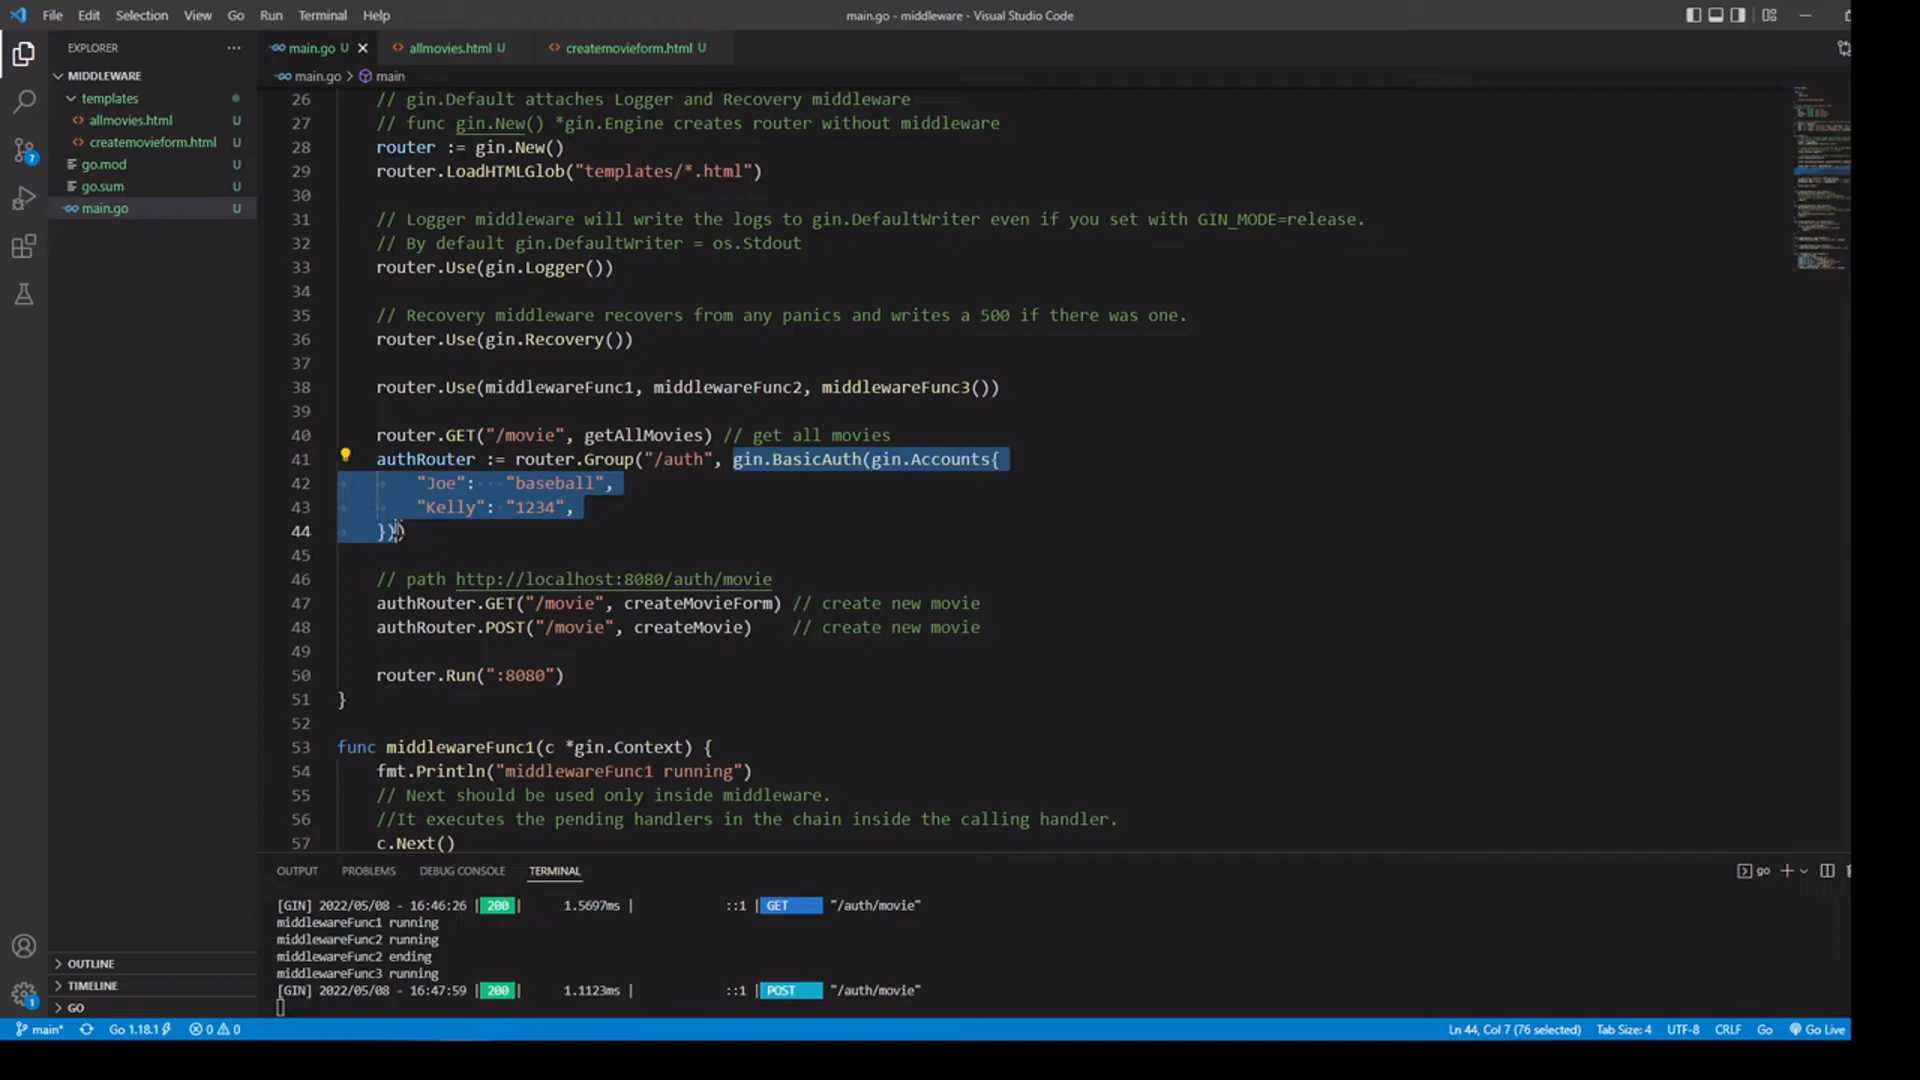 File Edit Selection View Go Run Terminal Help
main.go - middleware - Visual Studio Code
EXPLORER
MIDDLEWARE
templates
allmovies.html U
createmovieform.html U
go.mod U
go.sum U
main.go U
OUTLINE
TIMELINE
GO
7
1
main.go U
allmovies.html U
createmovieform.html U
main.go > main
26 // gin.Default attaches Logger and Recovery middleware
27 // func gin.New() *gin.Engine creates router without middleware
28 router := gin.New()
29 router.LoadHTMLGlob("templates/*.html")
30
31 // Logger middleware will write the logs to gin.DefaultWriter even if you set with GIN_MODE=release.
32 // By default gin.DefaultWriter = os.Stdout
33 router.Use(gin.Logger())
34
35 // Recovery middleware recovers from any panics and writes a 500 if there was one.
36 router.Use(gin.Recovery())
37
38 router.Use(middlewareFunc1, middlewareFunc2, middlewareFunc3())
39
40 router.GET("/movie", getAllMovies) // get all movies
41 authRouter := router.Group("/auth", gin.BasicAuth(gin.Accounts{
42 "Joe": "baseball",
43 "Kelly": "1234",
44 }))
45
46 // path http://localhost:8080/auth/movie
47 authRouter.GET("/movie", createMovieForm) // create new movie
48 authRouter.POST("/movie", createMovie) // create new movie
49
50 router.Run(":8080")
51 }
52
53 func middlewareFunc1(c *gin.Context) {
54 fmt.Println("middlewareFunc1 running")
55 // Next should be used only inside middleware.
56 //It executes the pending handlers in the chain inside the calling handler.
57 c.Next()
OUTPUT PROBLEMS DEBUG CONSOLE TERMINAL
go
[GIN] 2022/05/08 - 16:46:26 | 200 | 1.5697ms | ::1 | GET "/auth/movie"
middlewareFunc1 running
middlewareFunc2 running
middlewareFunc2 ending
middlewareFunc3 running
[GIN] 2022/05/08 - 16:47:59 | 200 | 1.1123ms | ::1 | POST "/auth/movie"
main* Go 1.18.1 0 0
Ln 44, Col 7 (76 selected) Tab Size: 4 UTF-8 CRLF Go Go Live